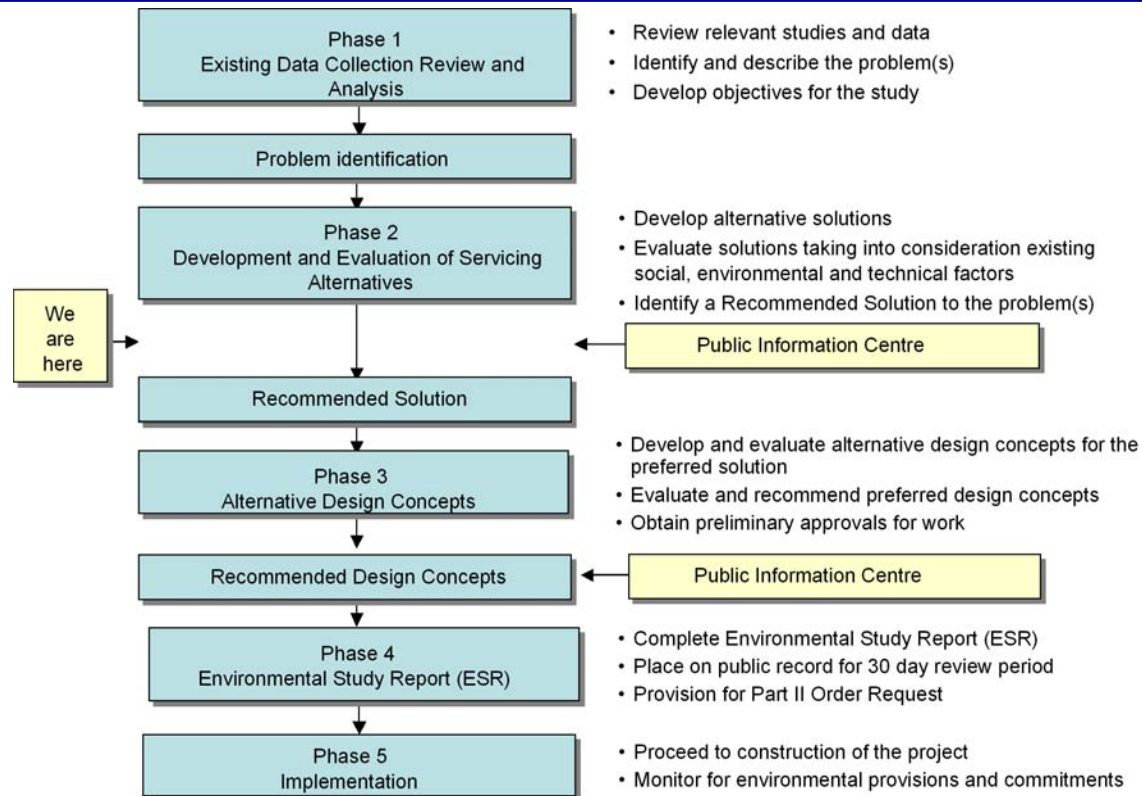 Phase 1
Existing Data Collection Review and
Analysis
• Review relevant studies and data
• Identify and describe the problem(s)
• Develop objectives for the study
Problem identification
Phase 2
Development and Evaluation of Servicing
Alternatives
• Develop alternative solutions
• Evaluate solutions taking into consideration existing
social, environmental and technical factors
• Identify a Recommended Solution to the problem(s)
We
are
here
Public Information Centre
Recommended Solution
Phase 3
Alternative Design Concepts
• Develop and evaluate alternative design concepts for the
preferred solution
• Evaluate and recommend preferred design concepts
• Obtain preliminary approvals for work
Recommended Design Concepts
Public Information Centre
Phase 4
Environmental Study Report (ESR)
• Complete Environmental Study Report (ESR)
• Place on public record for 30 day review period
• Provision for Part II Order Request
Phase 5
Implementation
• Proceed to construction of the project
• Monitor for environmental provisions and commitments